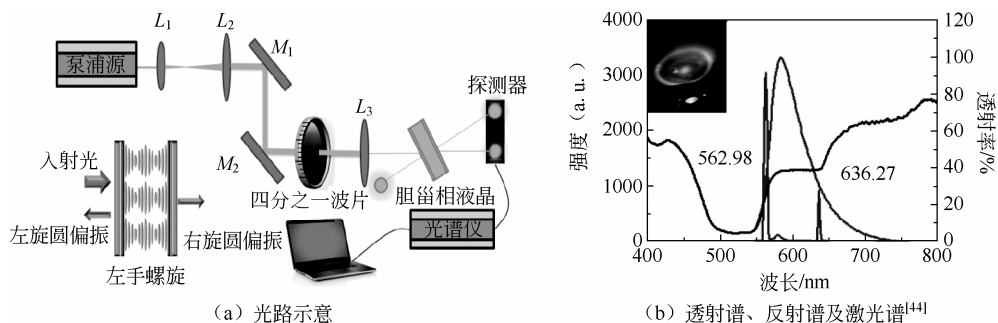 泵浦源
L1
L2
M1
M2
四分之一波片
L3
胆甾相液晶
探测器
光谱仪
入射光
左旋圆偏振
右旋圆偏振
左手螺旋
(a) 光路示意
强度(a. u.)
4000
3000
2000
1000
0
562.98
636.27
120
100
80
60
40
20
0
透射率/%
400 500 600 700 800
波长/nm
(b) 透射谱、反射谱及激光谱[44]